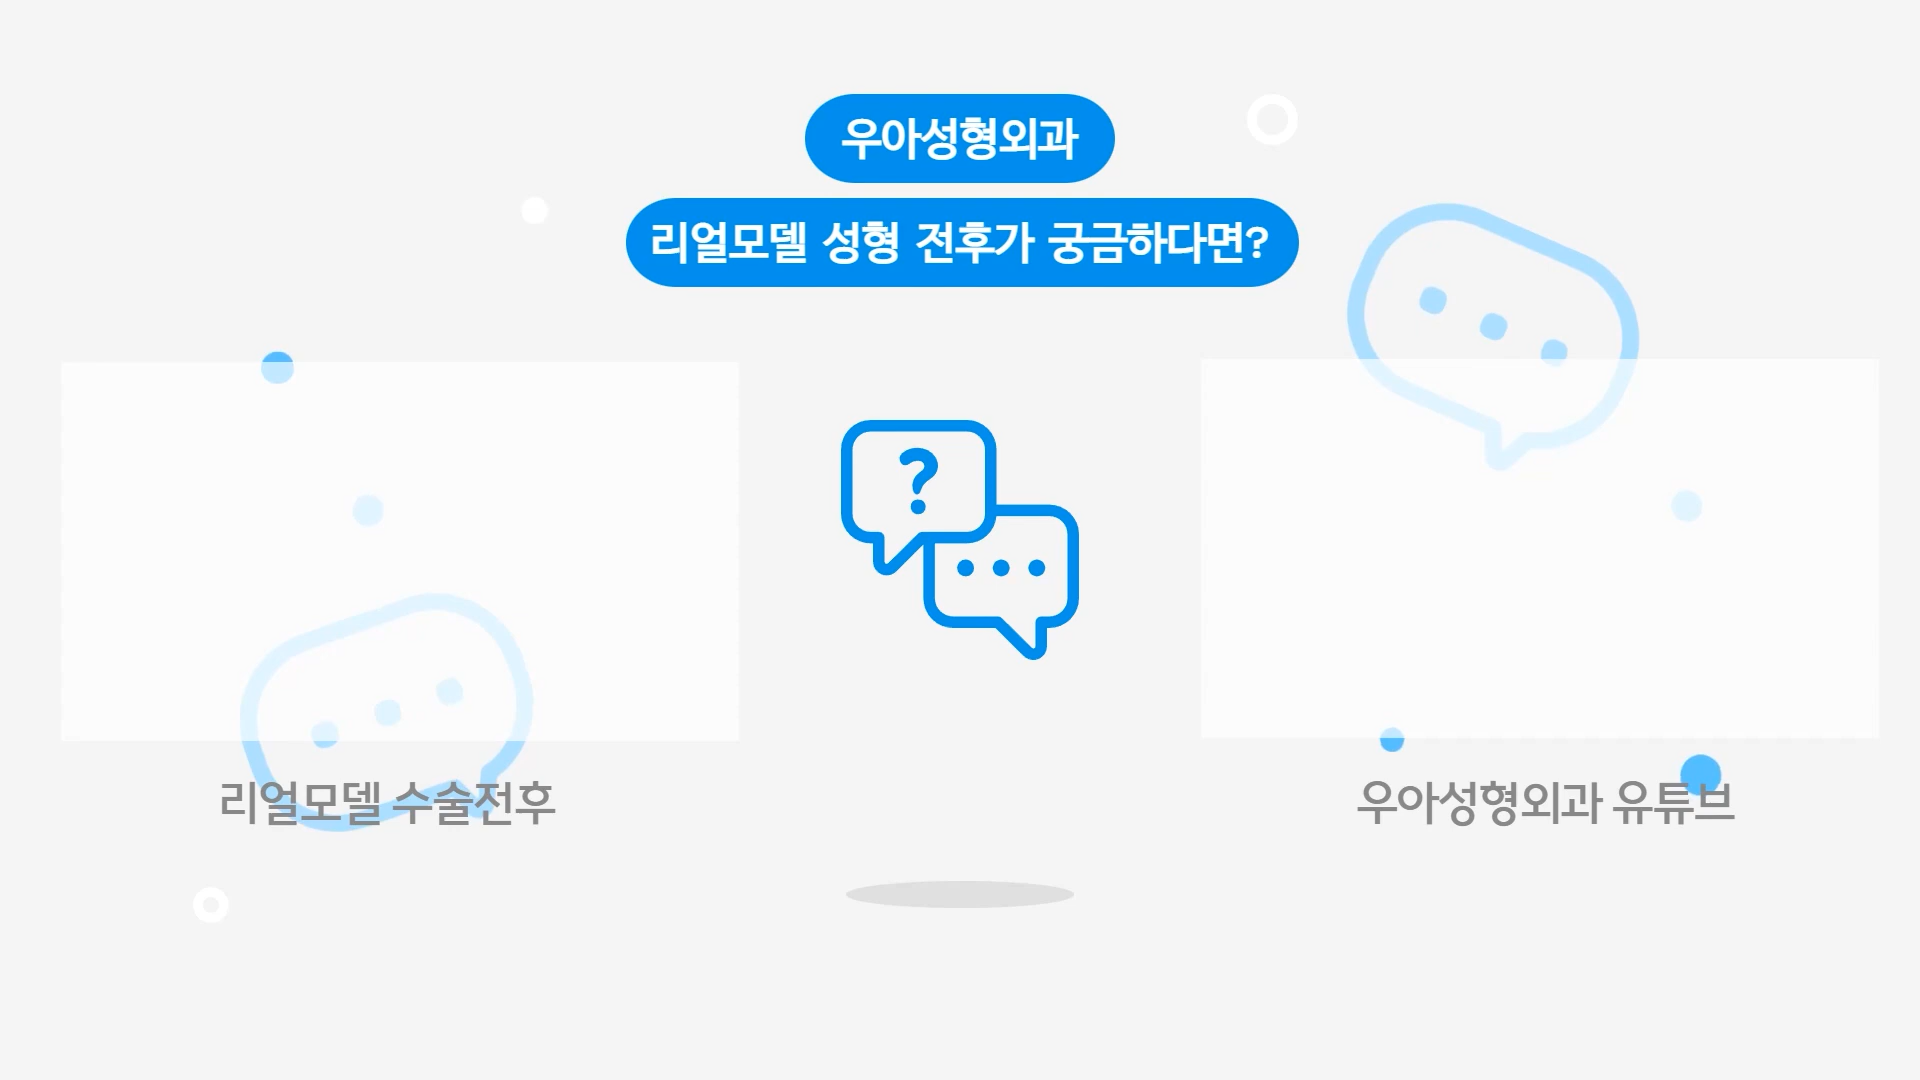 우아성형외과
리얼모델 성형 전후가 궁금하다면?
?
리얼모델 수술전후
우아성형외과 유튜브